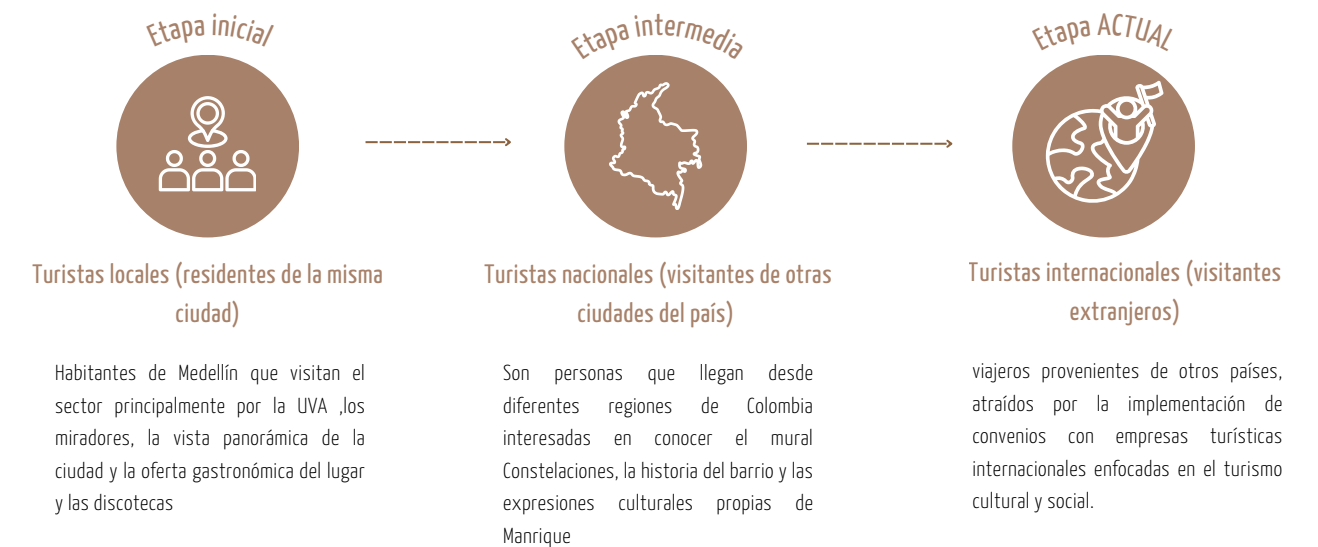 Etapa inicial
Turistas locales (residentes de la misma
ciudad)
Habitantes de Medellín que visitan el
sector principalmente por la UVA ,los
miradores, la vista panorámica de la
ciudad y la oferta gastronómica del lugar
y las discotecas
Etapa intermedia
Turistas nacionales (visitantes de otras
ciudades del país)
Son personas que llegan desde
diferentes regiones de Colombia
interesadas en conocer el mural
Constelaciones, la historia del barrio y las
expresiones culturales propias de
Manrique
Etapa ACTUAL
Turistas internacionales (visitantes
extranjeros)
viajeros provenientes de otros países,
atraídos por la implementación de
convenios con empresas turísticas
internacionales enfocadas en el turismo
cultural y social.